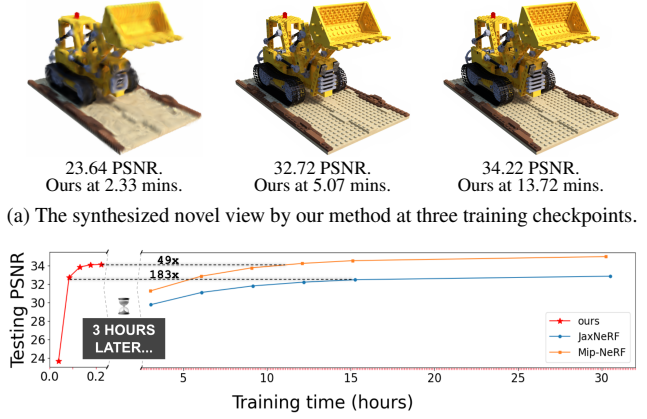 23.64 PSNR.
Ours at 2.33 mins.
32.72 PSNR.
Ours at 5.07 mins.
34.22 PSNR.
Ours at 13.72 mins.
(a) The synthesized novel view by our method at three training checkpoints.
Testing PSNR
34
32
30
28
26
24
49x
183x
3 HOURS
LATER...
ours
JaxNeRF
Mip-NeRF
0.0 0.2 5 10 15 20 25 30
Training time (hours)